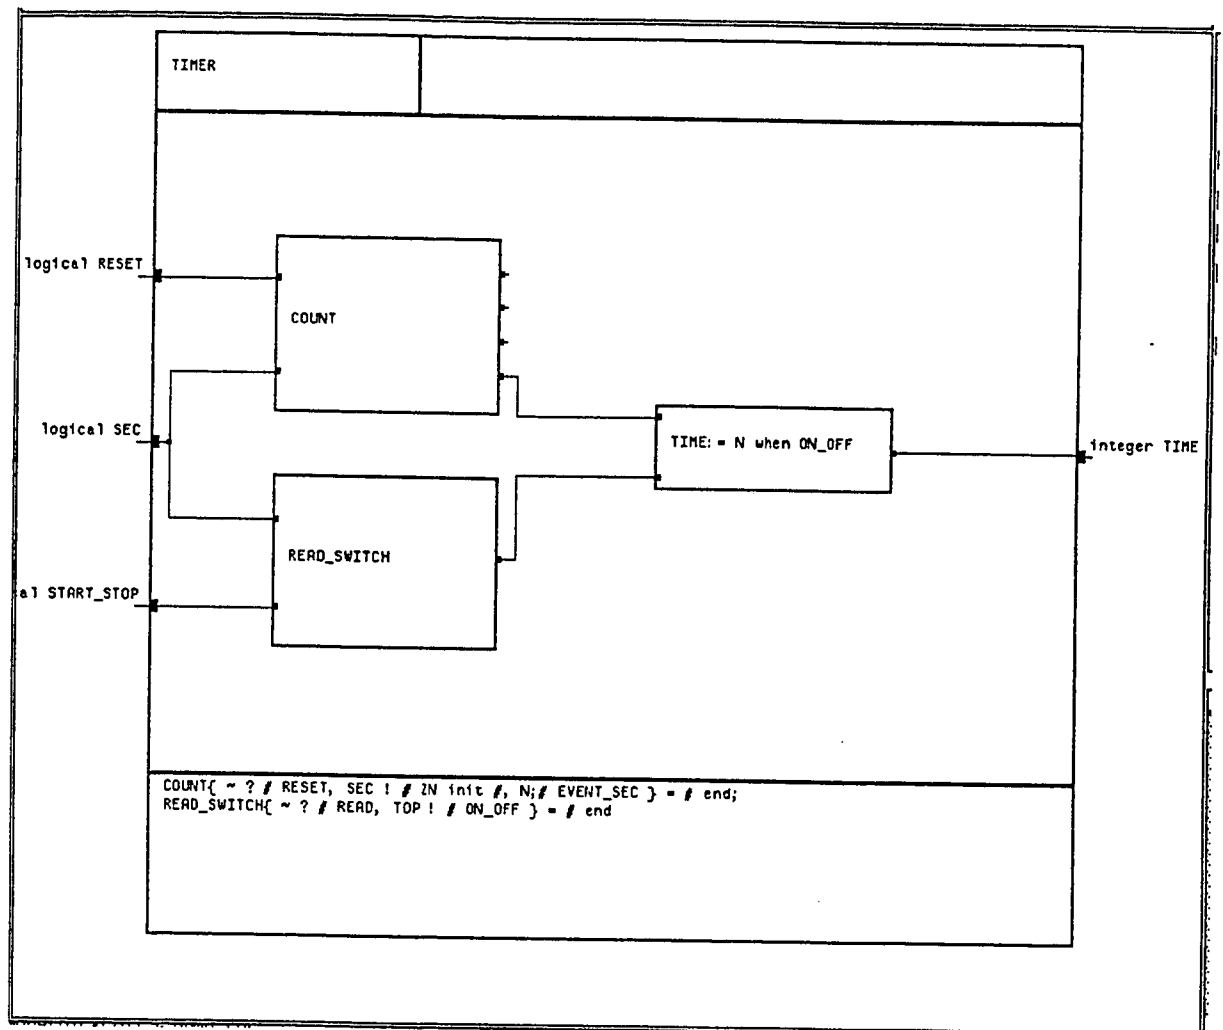 TIMER
logical RESET
COUNT
logical SEC
TIME:= N when ON_OFF
integer TIME
READ_SWITCH
al START_STOP
COUNT{ ~ ? # RESET, SEC ! # ZN init #, N;# EVENT_SEC } = # end;
READ_SWITCH{ ~ ? # READ, TOP ! # ON_OFF } = # end